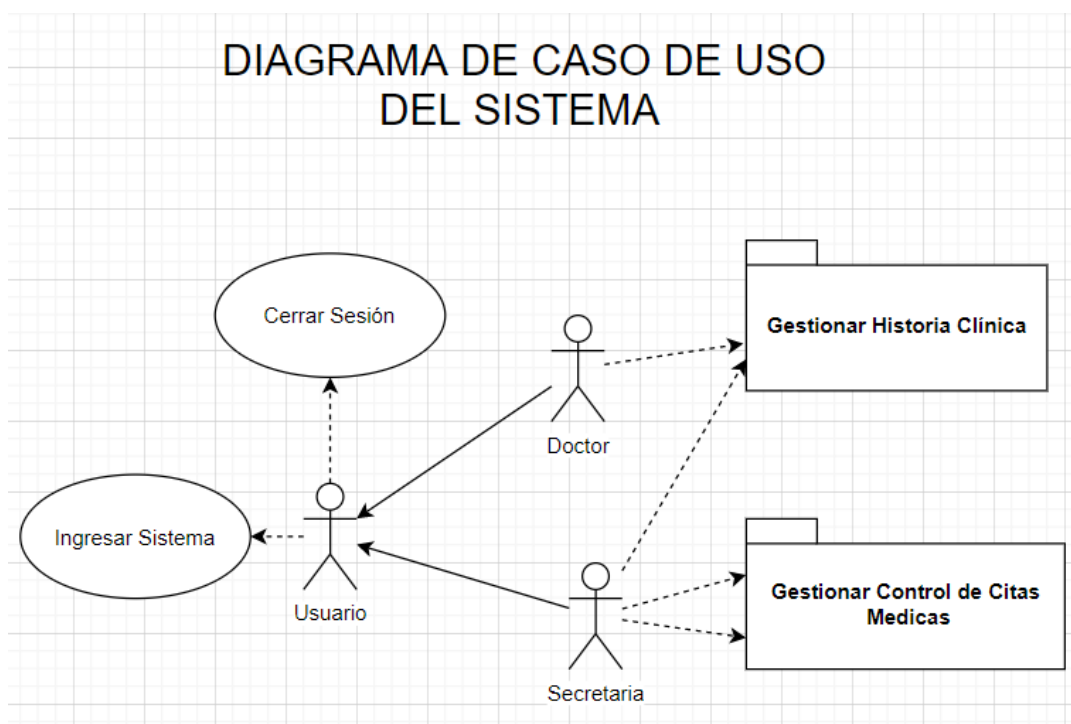 DIAGRAMA DE CASO DE USO
DEL SISTEMA
Cerrar Sesión
Gestionar Historia Clínica
Doctor
Ingresar Sistema
Usuario
Gestionar Control de Citas
Medicas
Secretaria